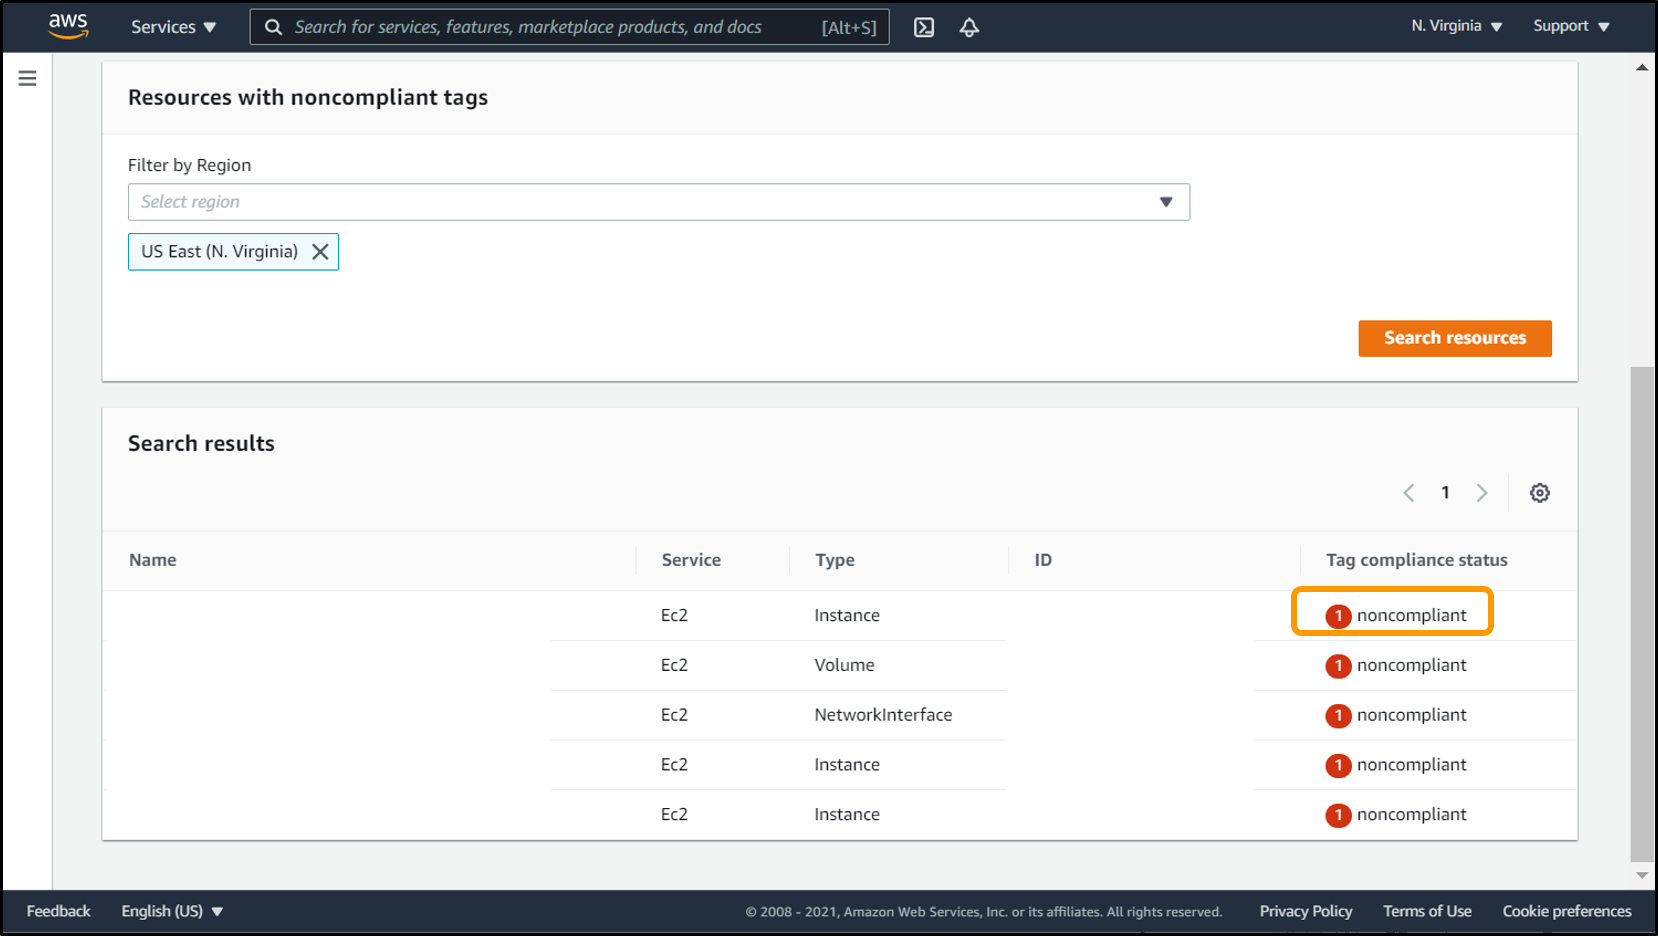 aws Services Search for services, features, marketplace products, and docs [Alt+S] N. Virginia Support
Resources with noncompliant tags
Filter by Region
Select region
US East (N. Virginia)
Search resources
Search results
1
Name Service Type ID Tag compliance status
Ec2 Instance 1 noncompliant
Ec2 Volume 1 noncompliant
Ec2 NetworkInterface 1 noncompliant
Ec2 Instance 1 noncompliant
Ec2 Instance 1 noncompliant
Feedback English (US) © 2008 - 2021, Amazon Web Services, Inc. or its affiliates. All rights reserved. Privacy Policy Terms of Use Cookie preferences